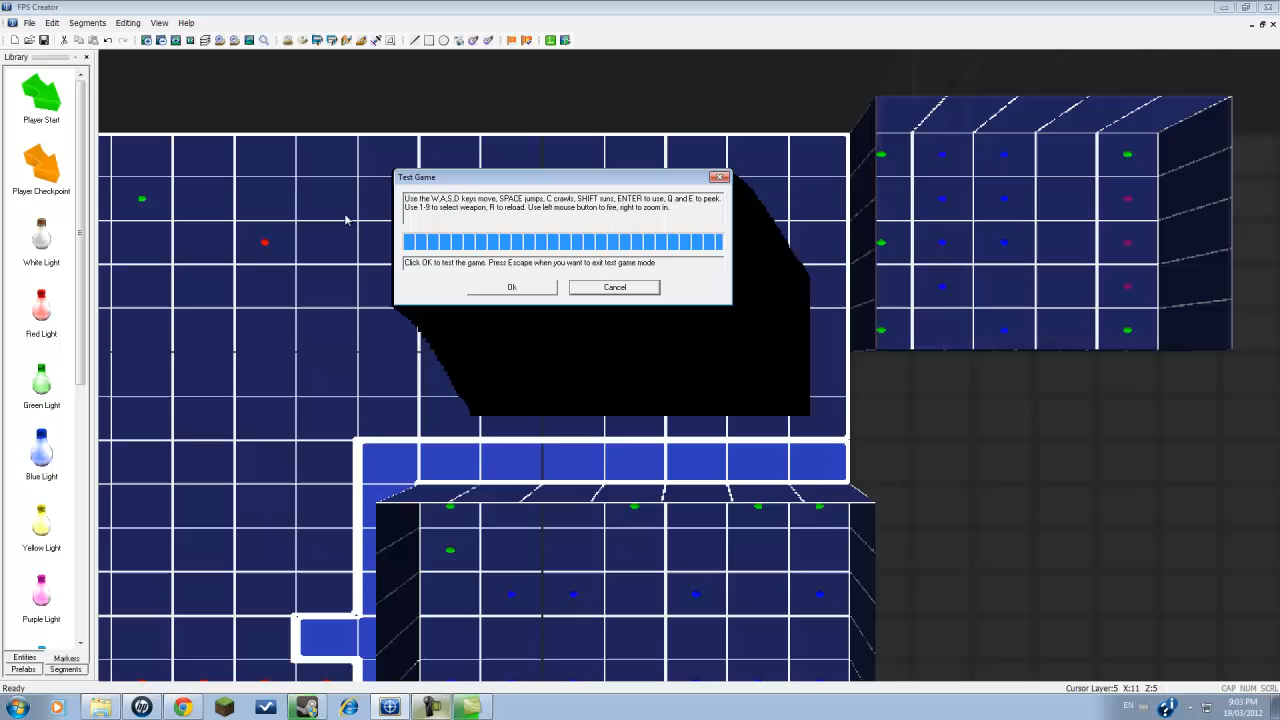 FPS Creator
File Edit Segments Editing View Help
Library
Player Start
Player Checkpoint
White Light
Red Light
Green Light
Blue Light
Yellow Light
Purple Light
Entities Markers
Prefabs Segments
Test Game
Use the W,A,S,D keys move, SPACE jumps, C crawls, SHIFT runs, ENTER to use, Q and E to peek.
Use 1-9 to select weapon, R to reload. Use left mouse button to fire, right to zoom in.
Click OK to test the game. Press Escape when you want to exit test game mode
Ok Cancel
Ready
Cursor Layer:5 X:11 Z:5
CAP NUM SCRL
EN
9:03 PM
19/03/2012